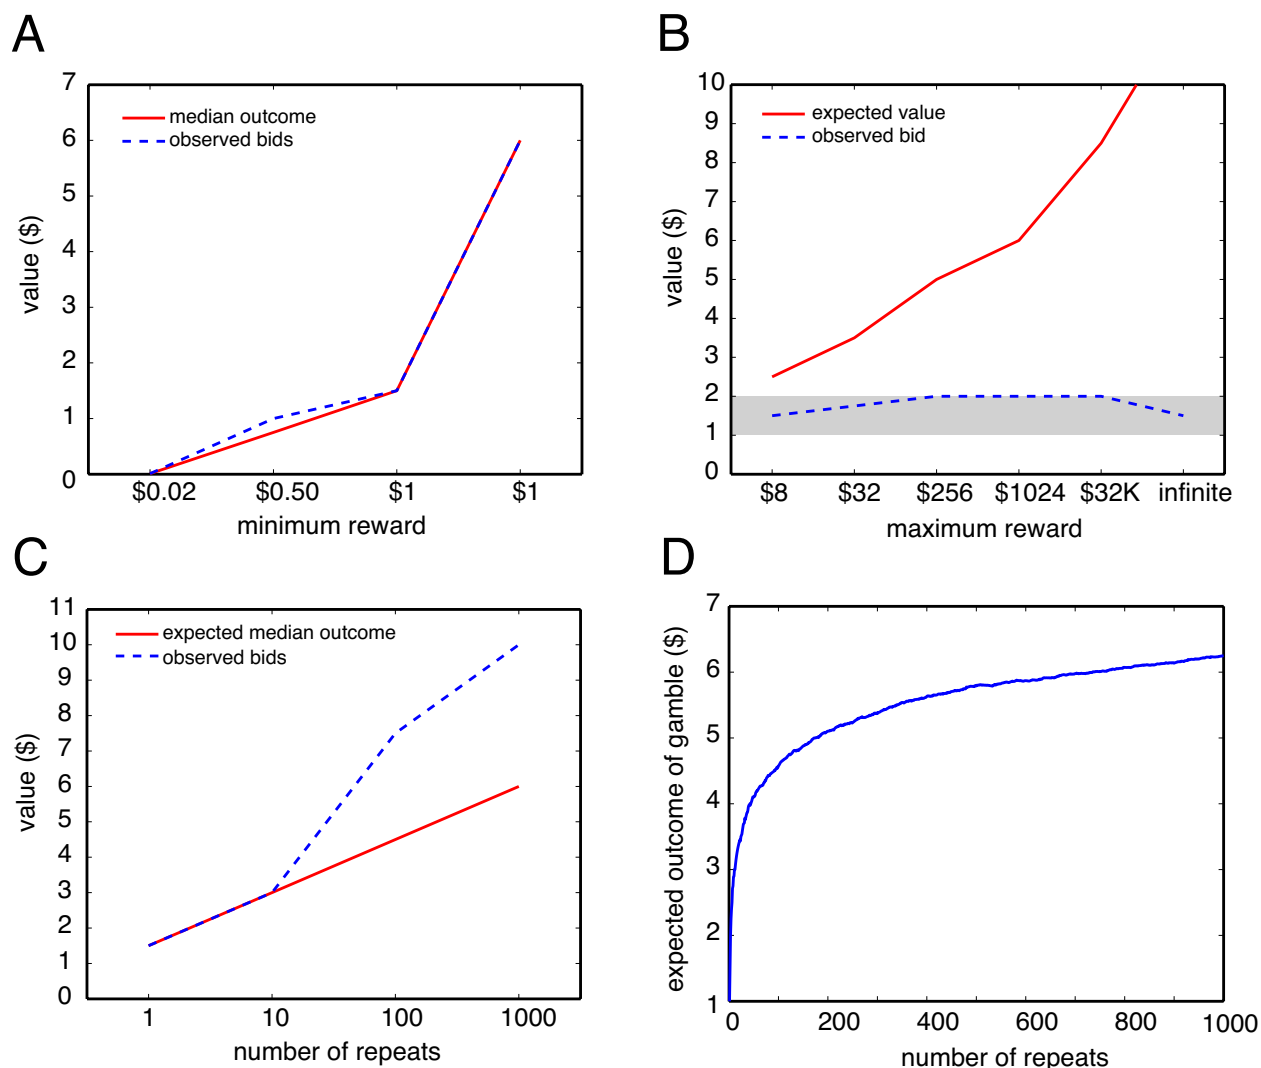 A
7
6
5
4
3
2
1
0
value ($)
median outcome
observed bids
$0.02 $0.50 $1 $1
minimum reward
B
10
9
8
7
6
5
4
3
2
1
0
value ($)
expected value
observed bid
$8 $32 $256 $1024 $32K infinite
maximum reward
C
11
10
9
8
7
6
5
4
3
2
1
0
value ($)
expected median outcome
observed bids
1 10 100 1000
number of repeats
D
7
6
5
4
3
2
1
expected outcome of gamble ($)
0 200 400 600 800 1000
number of repeats